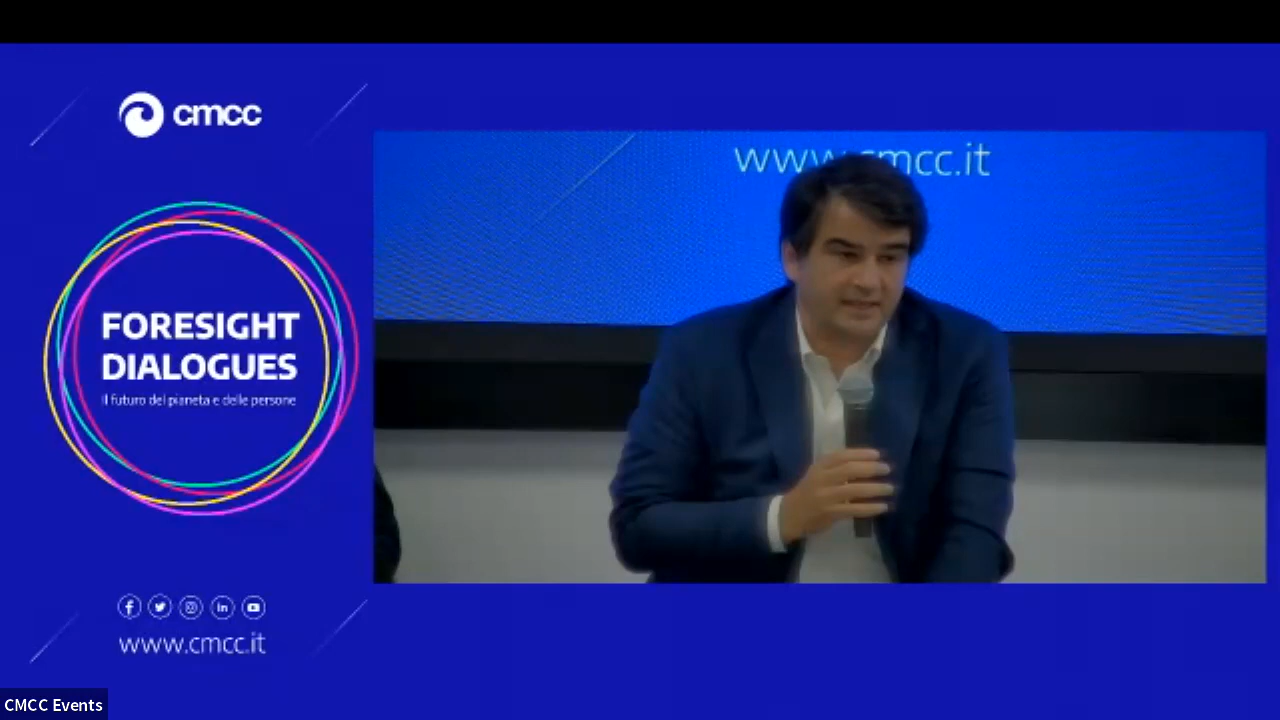 cmcc
FORESIGHT
DIALOGUES
Il futuro del pianeta e delle persone
www.cmcc.it
www.cmcc.it
CMCC Events